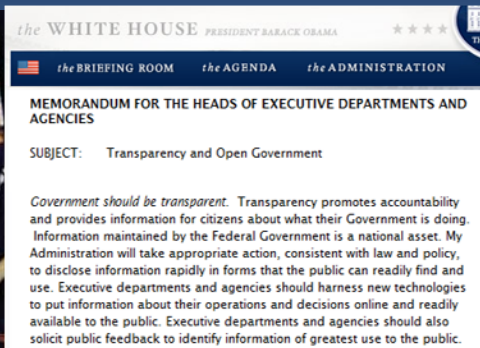 the WHITE HOUSE PRESIDENT BARACK OBAMA
the BRIEFING ROOM the AGENDA the ADMINISTRATION
MEMORANDUM FOR THE HEADS OF EXECUTIVE DEPARTMENTS AND
AGENCIES
SUBJECT: Transparency and Open Government
Government should be transparent. Transparency promotes accountability
and provides information for citizens about what their Government is doing.
Information maintained by the Federal Government is a national asset. My
Administration will take appropriate action, consistent with law and policy,
to disclose information rapidly in forms that the public can readily find and
use. Executive departments and agencies should harness new technologies
to put information about their operations and decisions online and readily
available to the public. Executive departments and agencies should also
solicit public feedback to identify information of greatest use to the public.